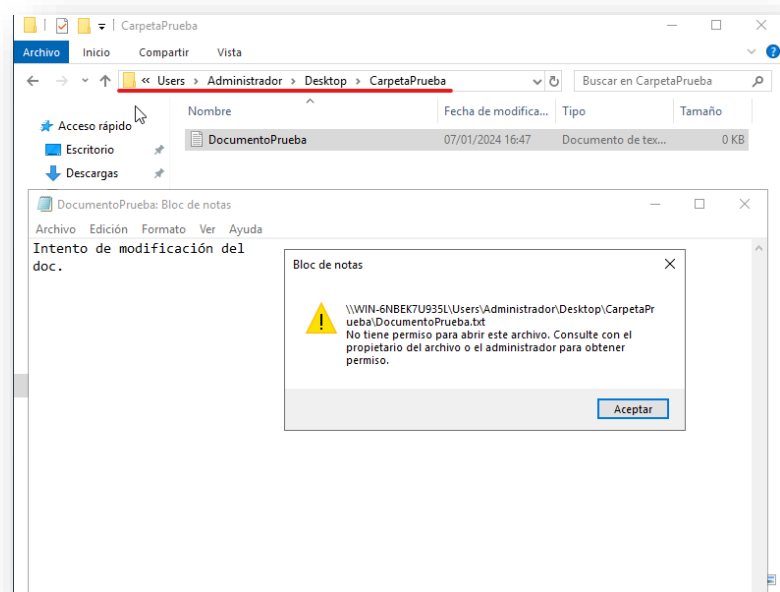 CarpetaPrueba
Archivo Inicio Compartir Vista
« Users > Administrador > Desktop > CarpetaPrueba
Buscar en CarpetaPrueba
Nombre Fecha de modifica... Tipo Tamaño
Acceso rápido
DocumentoPrueba 07/01/2024 16:47 Documento de tex... 0 KB
Escritorio
Descargas
DocumentoPrueba: Bloc de notas
Archivo Edición Formato Ver Ayuda
Intento de modificación del
doc.
Bloc de notas
\\WIN-6NBEK7U935L\Users\Administrador\Desktop\CarpetaPr
ueba\DocumentoPrueba.txt
No tiene permiso para abrir este archivo. Consulte con el
propietario del archivo o el administrador para obtener
permiso.
Aceptar